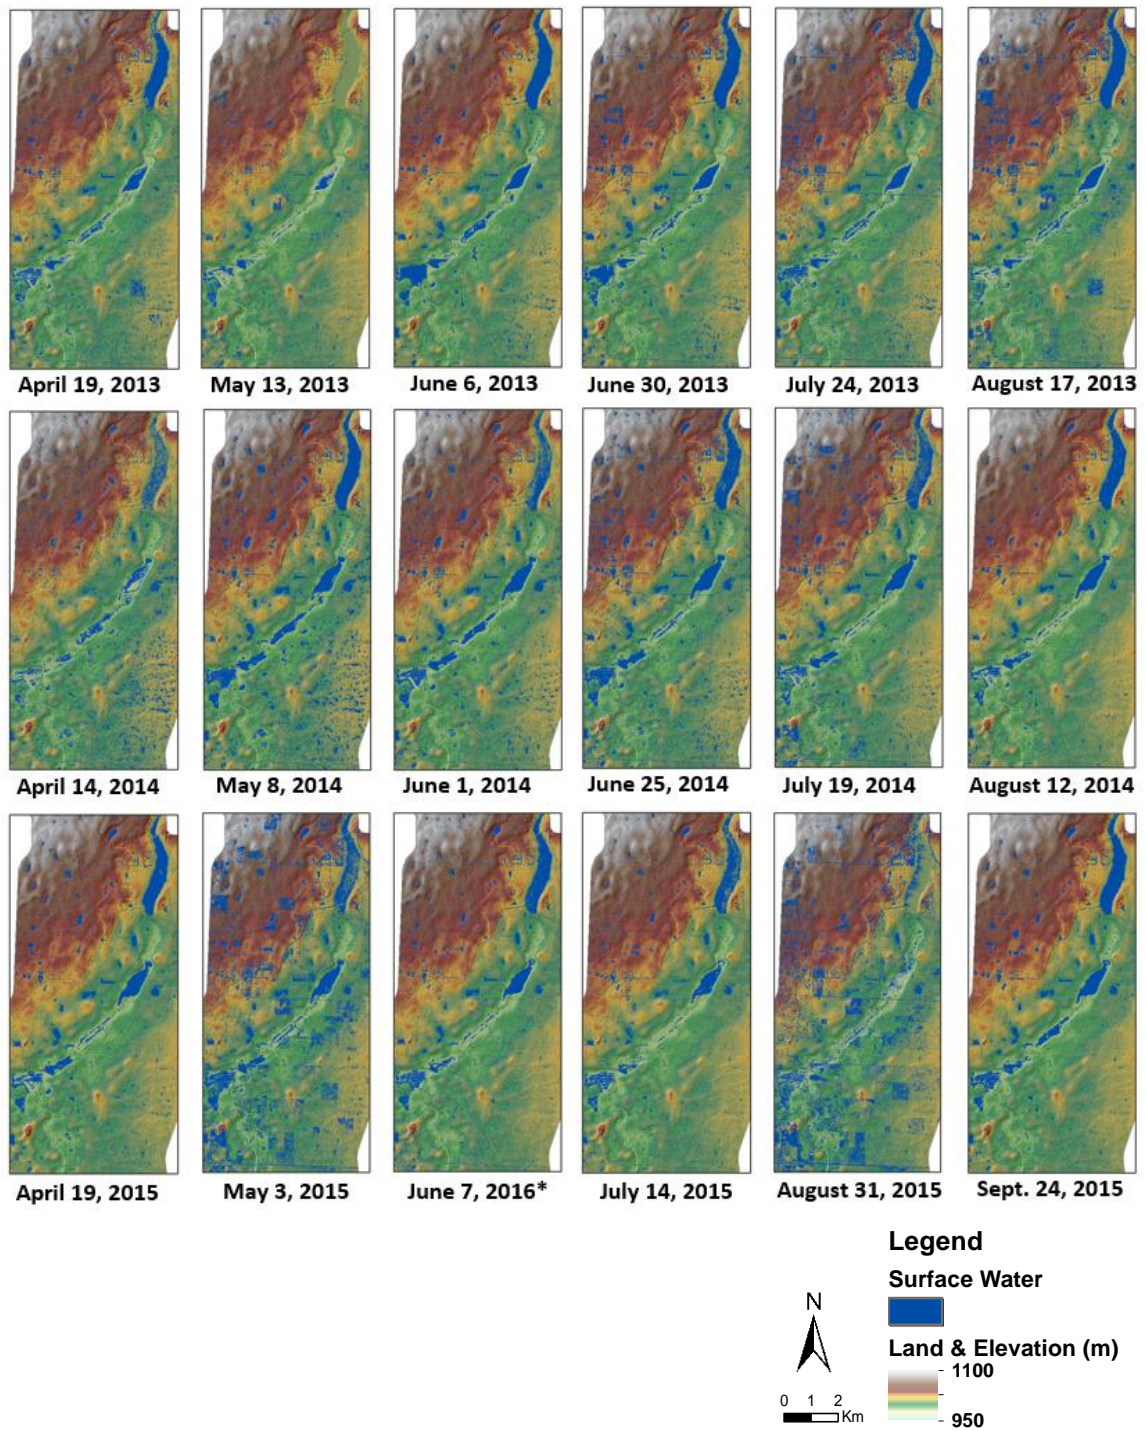 April 19, 2013 May 13, 2013 June 6, 2013 June 30, 2013 July 24, 2013 August 17, 2013
April 14, 2014 May 8, 2014 June 1, 2014 June 25, 2014 July 19, 2014 August 12, 2014
April 19, 2015 May 3, 2015 June 7, 2016* July 14, 2015 August 31, 2015 Sept. 24, 2015
Legend
Surface Water
N
Land & Elevation (m)
1100
0 1 2
Km
950